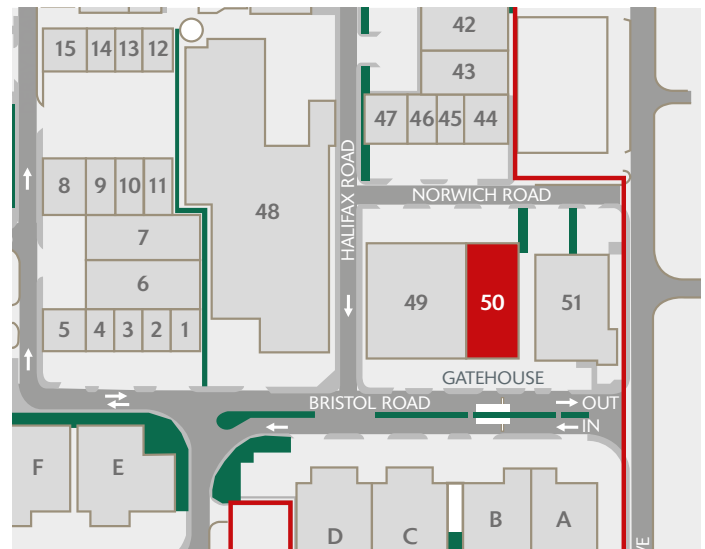 42
15 14 13 12
43
47 46 45 44
HALIFAX ROAD
8 9 10 11
NORWICH ROAD
48
7
6
49 50 51
5 4 3 2 1
GATEHOUSE
BRISTOL ROAD
OUT
IN
F E
D C B A